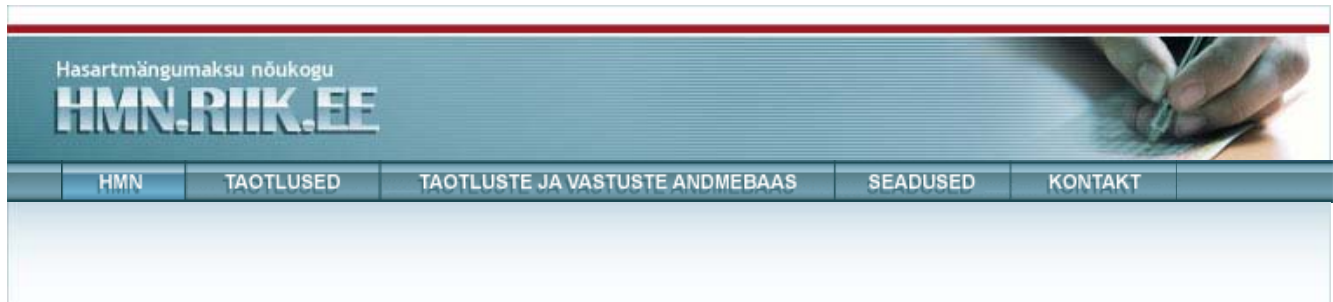 Hasartmängumaksu nõukogu
HMN.RIIK.EE
HMN TAOTLUSED TAOTLUSTE JA VASTUSTE ANDMEBAAS SEADUSED KONTAKT